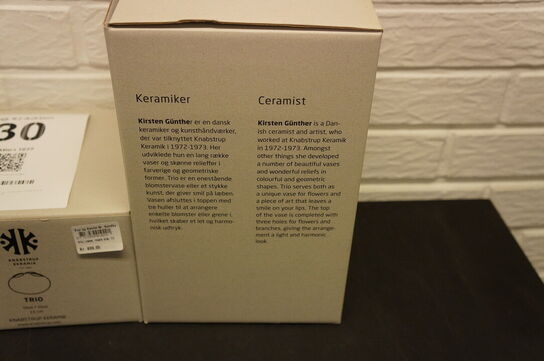 Keramiker
Kirsten Günther er en dansk
keramiker og kunsthåndværker,
der var tilknyttet Knabstrup
Keramik i 1972-1973. Her
udviklede hun en lang række
vaser og skønne relieffer i
farverige og geometriske
former. Trio er en enestående
blomstervase eller et stykke
kunst, der giver smil på læben.
Vasen afsluttes i toppen med
tre huller til at arrangere
enkelte blomster eller grene i,
hvilket skaber et let og harmo-
nisk udtryk.
Ceramist
Kirsten Günther is a Dan-
ish ceramist and artist, who
worked at Knabstrup Keramik
in 1972-1973. Amongst
other things she developed
a number of beautiful vases
and wonderful reliefs in
colourful and geometric
shapes. Trio serves both as
a unique vase for flowers and
a piece of art that leaves a
smile on your lips. The top
of the vase is completed with
three holes for flowers and
branches, giving the arrange-
ment a light and harmonic
look.
30
KNABSTRUP
KERAMIK
TRIO
KNABSTRUP KERAMIK